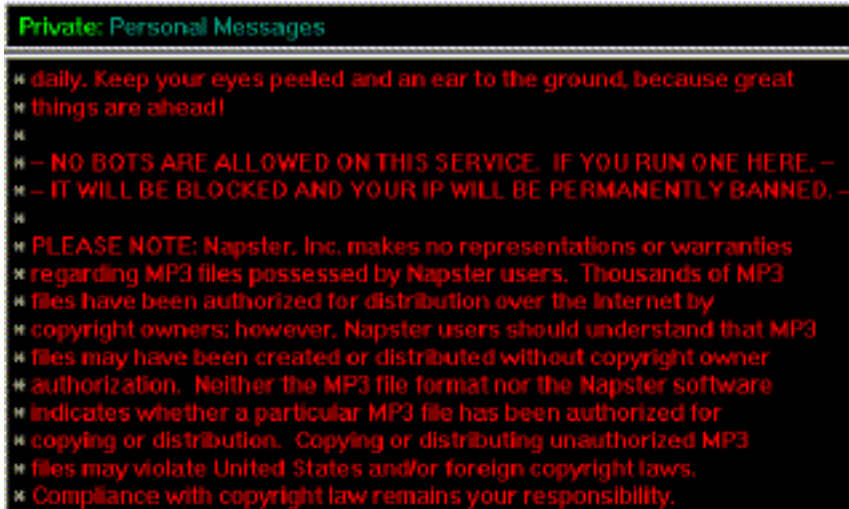 Private: Personal Messages
* daily. Keep your eyes peeled and an ear to the ground, because great
* things are ahead!
*
* -- NO BOTS ARE ALLOWED ON THIS SERVICE.  IF YOU RUN ONE HERE, --
* -- IT WILL BE BLOCKED AND YOUR IP WILL BE PERMANENTLY BANNED. --
*
* PLEASE NOTE: Napster, Inc. makes no representations or warranties
* regarding MP3 files possessed by Napster users.  Thousands of MP3
* files have been authorized for distribution over the Internet by
* copyright owners; however, Napster users should understand that MP3
* files may have been created or distributed without copyright owner
* authorization.  Neither the MP3 file format nor the Napster software
* indicates whether a particular MP3 file has been authorized for
* copying or distribution.  Copying or distributing unauthorized MP3
* files may violate United States and/or foreign copyright laws.
* Compliance with copyright law remains your responsibility.